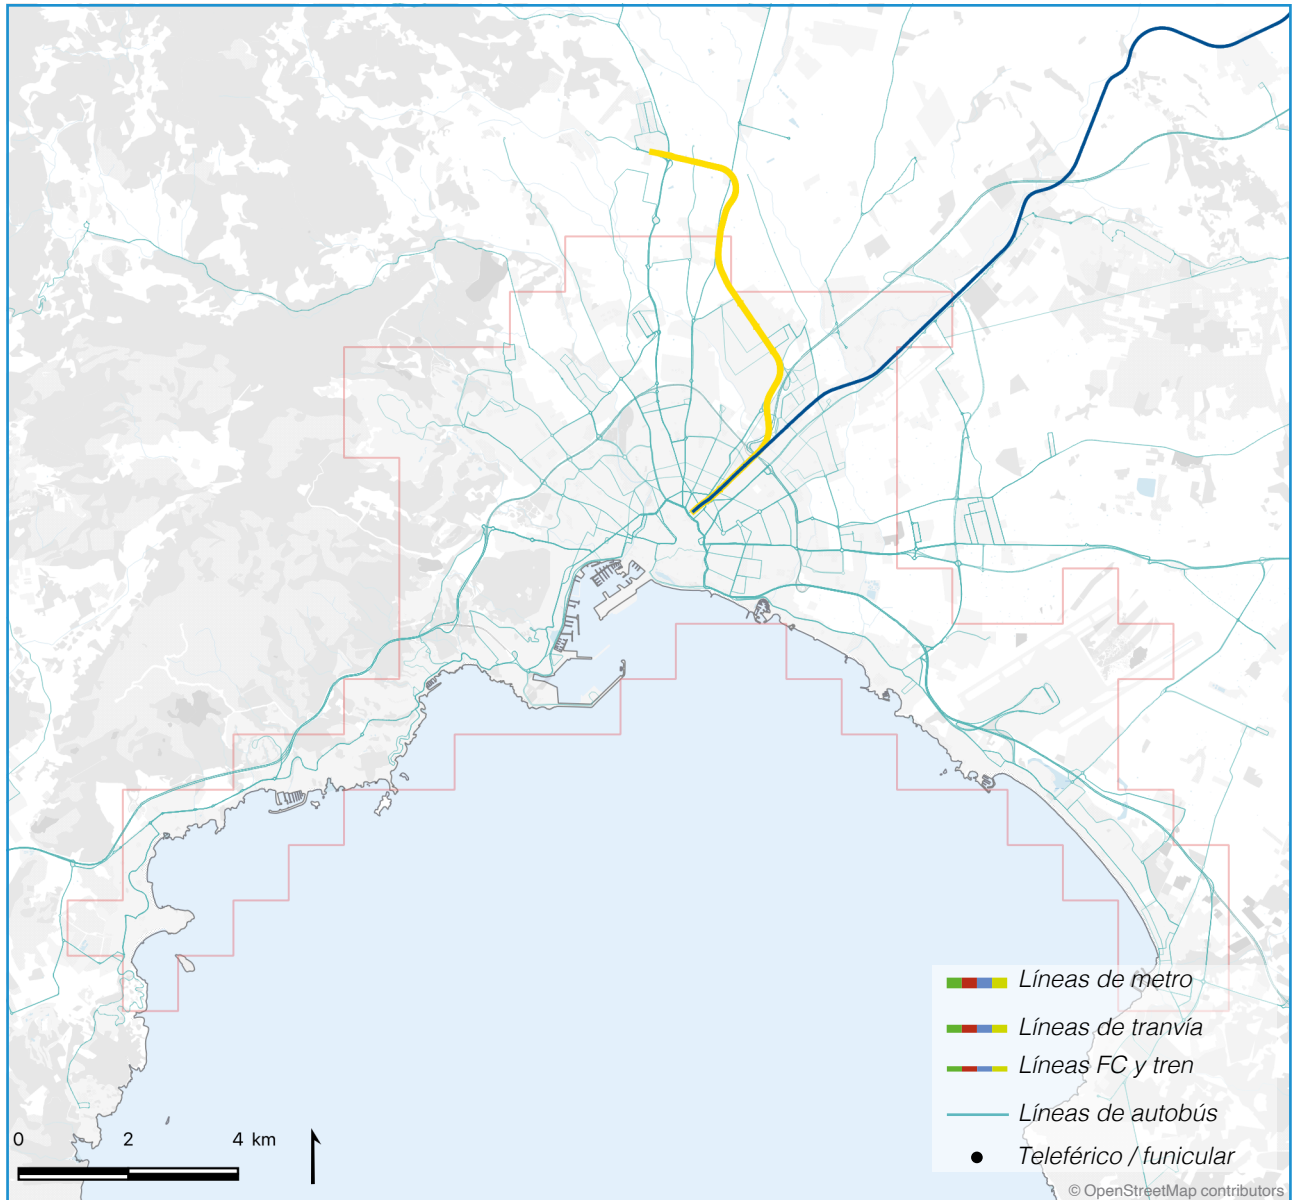 Líneas de metro
Líneas de tranvía
Líneas FC y tren
Líneas de autobús
Teleférico / funicular
0 2 4 km
© OpenStreetMap contributors